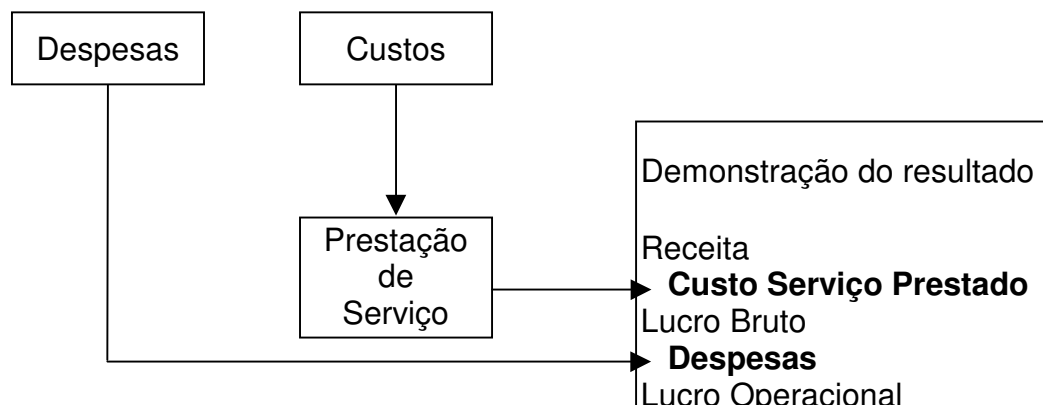 Despesas
Custos
Demonstração do resultado
Prestação
de
Serviço
Receita
Custo Serviço Prestado
Lucro Bruto
Despesas
Lucro Operacional